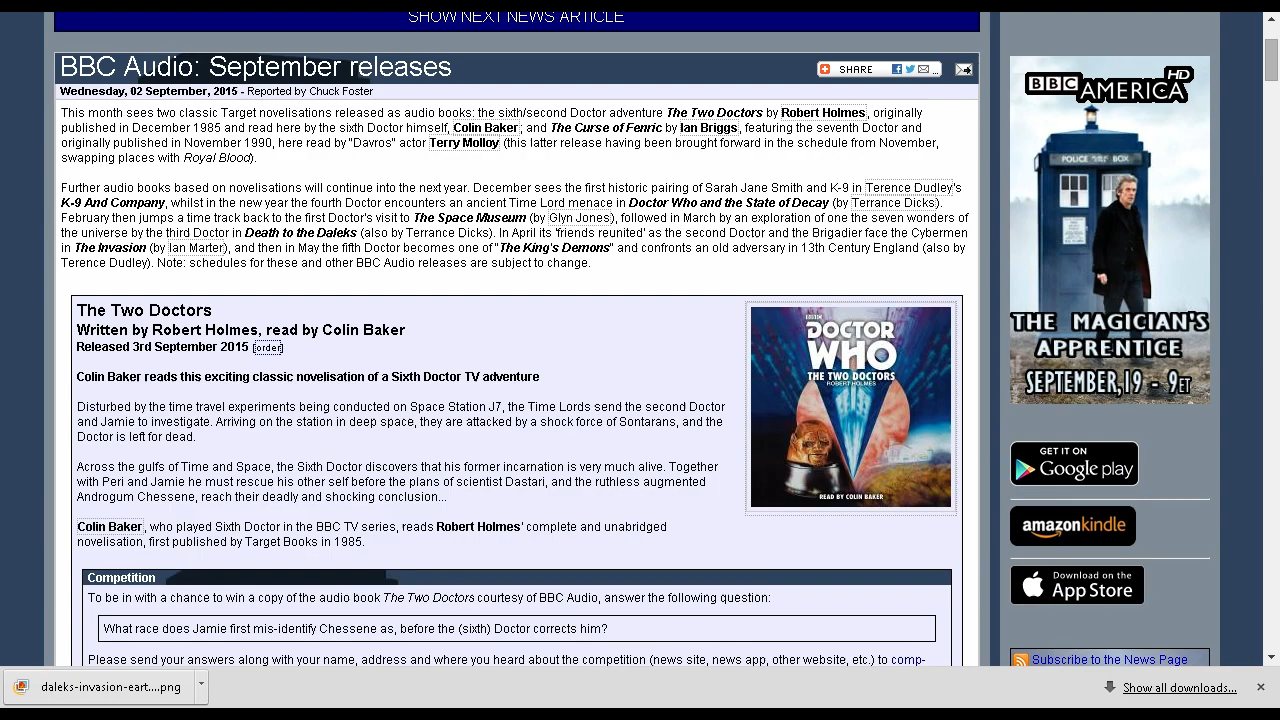 SHOW NEXT NEWS ARTICLE
BBC Audio: September releases
SHARE
Wednesday, 02 September, 2015 - Reported by Chuck Foster
This month sees two classic Target novelisations released as audio books: the sixth/second Doctor adventure The Two Doctors by Robert Holmes, originally
published in December 1985 and read here by the sixth Doctor himself, Colin Baker, and The Curse of Fenric by Ian Briggs, featuring the seventh Doctor and
originally published in November 1990, here read by "Davros" actor Terry Molloy (this latter release having been brought forward in the schedule from November,
swapping places with Royal Blood).
Further audio books based on novelisations will continue into the next year. December sees the first historic pairing of Sarah Jane Smith and K-9 in Terence Dudley's
K-9 And Company, whilst in the new year the fourth Doctor encounters an ancient Time Lord menace in Doctor Who and the State of Decay (by Terrance Dicks).
February then jumps a time track back to the first Doctor's visit to The Space Museum (by Glyn Jones), followed in March by an exploration of one the seven wonders of
the universe by the third Doctor in Death to the Daleks (also by Terrance Dicks). In April its friends reunited as the second Doctor and the Brigadier face the Cybermen
in The Invasion (by Ian Marter), and then in May the fifth Doctor becomes one of "The King's Demons" and confronts an old adversary in 13th Century England (also by
Terence Dudley). Note: schedules for these and other BBC Audio releases are subject to change.
The Two Doctors
Written by Robert Holmes, read by Colin Baker
Released 3rd September 2015 [order]
Colin Baker reads this exciting classic novelisation of a Sixth Doctor TV adventure
Disturbed by the time travel experiments being conducted on Space Station J7, the Time Lords send the second Doctor
and Jamie to investigate. Arriving on the station in deep space, they are attacked by a shock force of Sontarans, and the
Doctor is left for dead.
Across the gulfs of Time and Space, the Sixth Doctor discovers that his former incarnation is very much alive. Together
with Peri and Jamie he must rescue his other self before the plans of scientist Dastari, and the ruthless augmented
Androgum Chessene, reach their deadly and shocking conclusion...
Colin Baker, who played Sixth Doctor in the BBC TV series, reads Robert Holmes' complete and unabridged
novelisation, first published by Target Books in 1985.
BBC
DOCTOR
WHO
THE TWO DOCTORS
ROBERT HOLMES
READ BY COLIN BAKER
Competition
To be in with a chance to win a copy of the audio book of The Two Doctors courtesy of BBC Audio, answer the following question:
What race does Jamie first mis-identify Chessene as, before the (sixth) Doctor corrects him?
Please send your answers along with your name, address and where you heard about the competition (news site, news app, other website, etc.) to comp-
BBC AMERICA HD
POLICE BOX
THE MAGICIAN'S
APPRENTICE
SEPTEMBER,19 - 9ET
GET IT ON
Google play
amazonkindle
Download on the
App Store
Subscribe to the News Page
daleks-invasion-eart....png
Show all downloads...